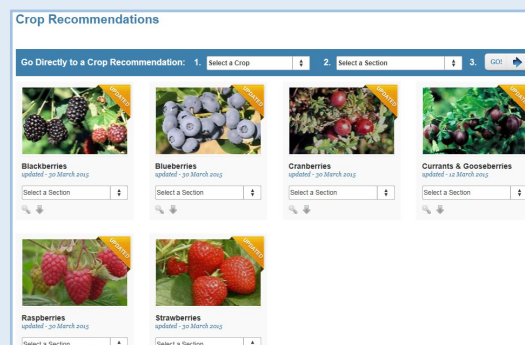 Crop Recommendations
Go Directly to a Crop Recommendation: 1. Select a Crop 2. Select a Section 3. GO!
UPDATED UPDATED UPDATED UPDATED
Blackberries Blueberries Cranberries Currants & Gooseberries
updated - 30 March 2015 updated - 30 March 2015 updated - 30 March 2015 updated - 12 March 2015
Select a Section Select a Section Select a Section Select a Section
UPDATED UPDATED
Raspberries Strawberries
updated - 30 March 2015 updated - 30 March 2015
Select a Section Select a Section